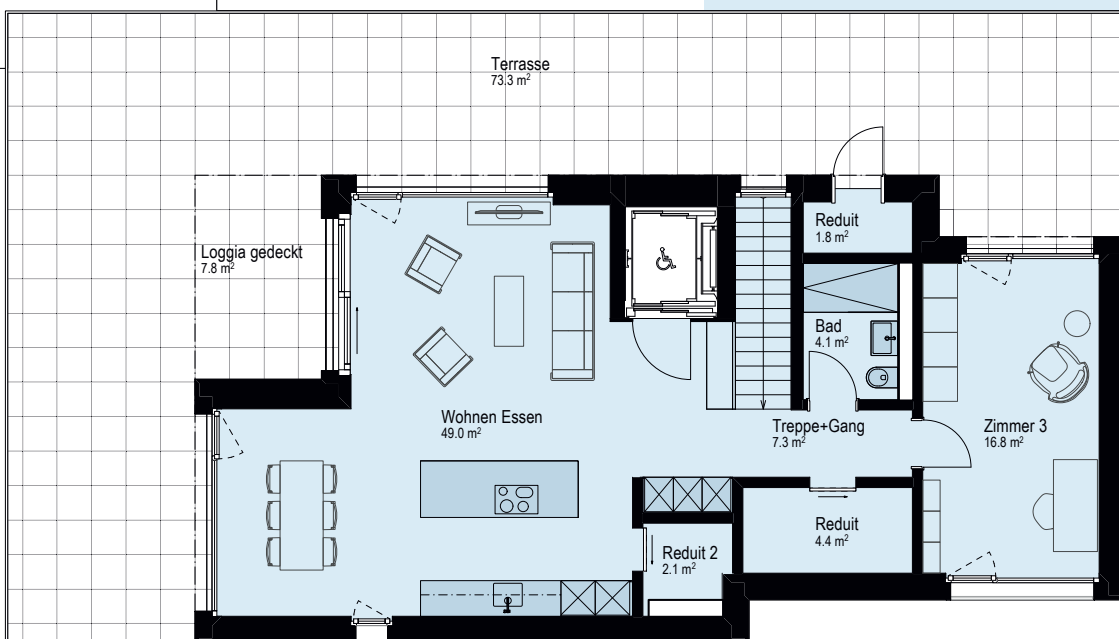 Terrasse
73.3 m²
Reduit
1.8 m²
Loggia gedeckt
7.8 m²
Bad
4.1 m²
Wohnen Essen
49.0 m²
Treppe+Gang
7.3 m²
Zimmer 3
16.8 m²
Reduit
4.4 m²
Reduit 2
2.1 m²